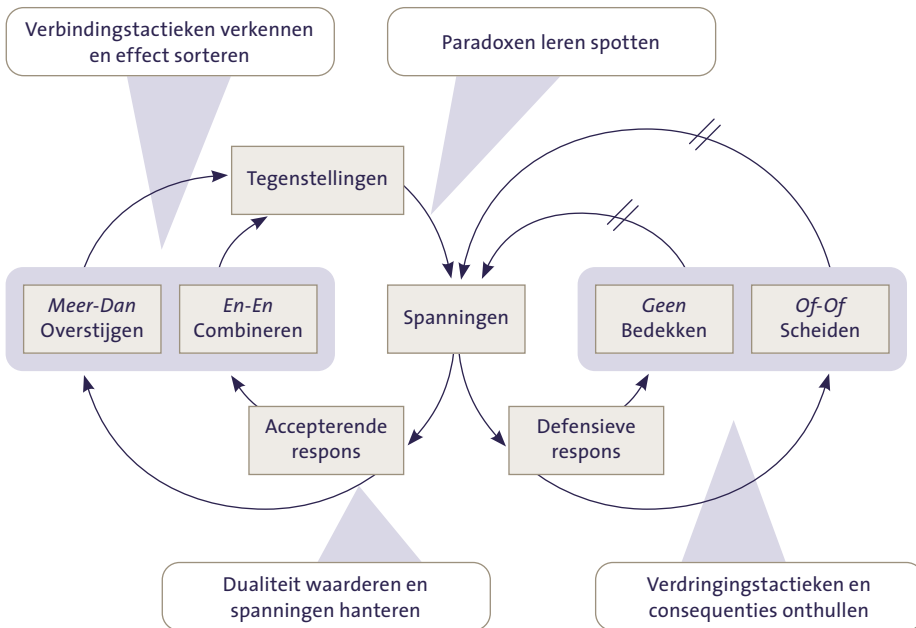 Verbindingstactieken verkennen
en effect sorteren
Paradoxen leren spotten
Tegenstellingen
Meer-Dan
Overstijgen
En-En
Combineren
Spanningen
Geen
Bedekken
Of-Of
Scheiden
Accepterende
respons
Defensieve
respons
Dualiteit waarderen en
spanningen hanteren
Verdringingstactieken en
consequenties onthullen